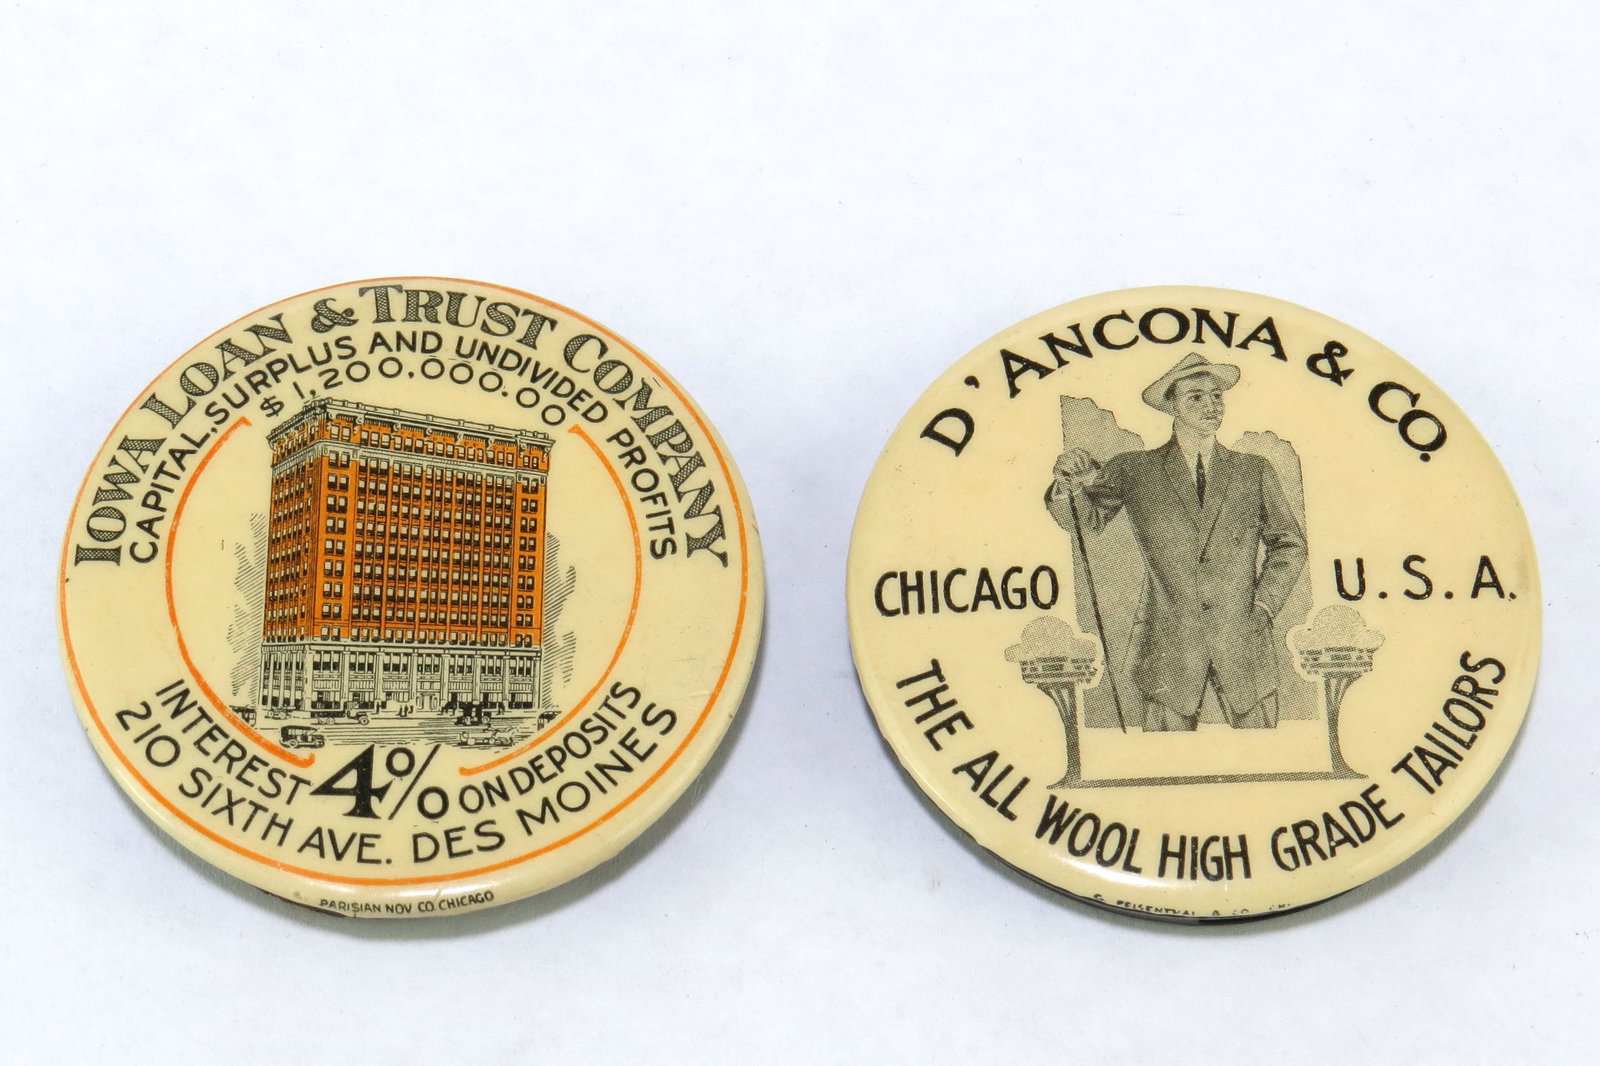 IOWA LOAN & TRUST COMPANY
CAPITAL, SURPLUS AND UNDIVIDED PROFITS
$1,200.000.00
INTEREST 4% ON DEPOSITS
210 SIXTH AVE. DES MOINES
PARISIAN NOV CO. CHICAGO
D'ANCONA & CO.
CHICAGO U.S.A.
THE ALL WOOL HIGH GRADE TAILORS